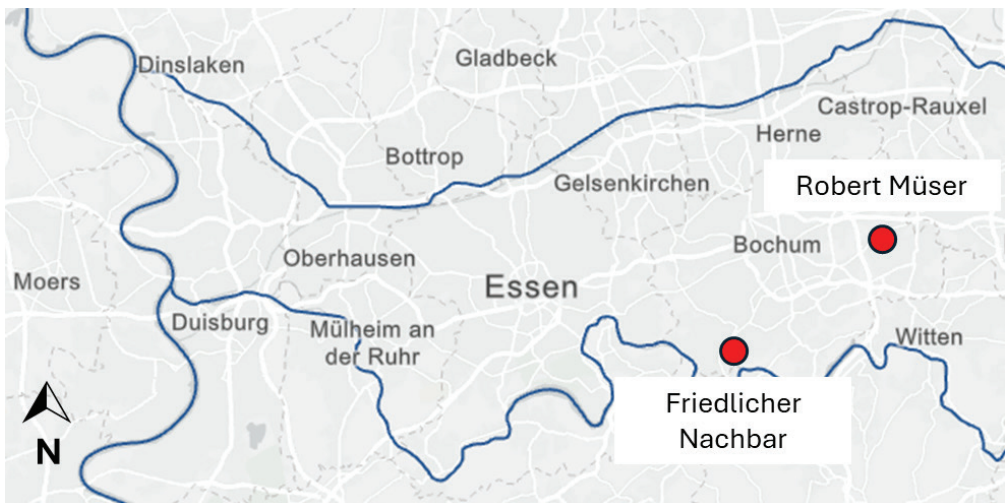 Dinslaken
Gladbeck
Castrop-Rauxel
Herne
Bottrop
Gelsenkirchen
Robert Müser
Bochum
Oberhausen
Moers
Essen
Duisburg
Mülheim an
der Ruhr
Witten
Friedlicher
Nachbar
N